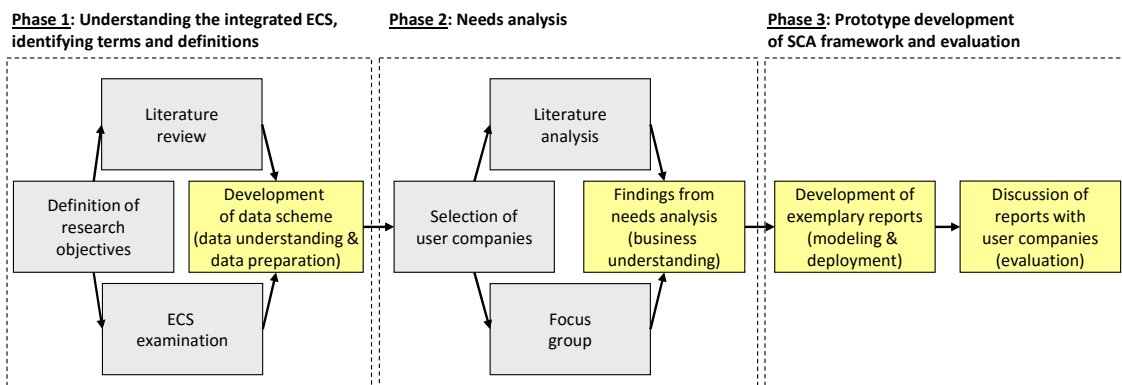 Phase 1: Understanding the integrated ECS,
identifying terms and definitions
Literature
review
Definition of
research
objectives
Development
of data scheme
(data understanding &
data preparation)
ECS
examination
Phase 2: Needs analysis
Literature
analysis
Selection of
user companies
Findings from
needs analysis
(business
understanding)
Focus
group
Phase 3: Prototype development
of SCA framework and evaluation
Development of
exemplary reports
(modeling &
deployment)
Discussion of
reports with
user companies
(evaluation)